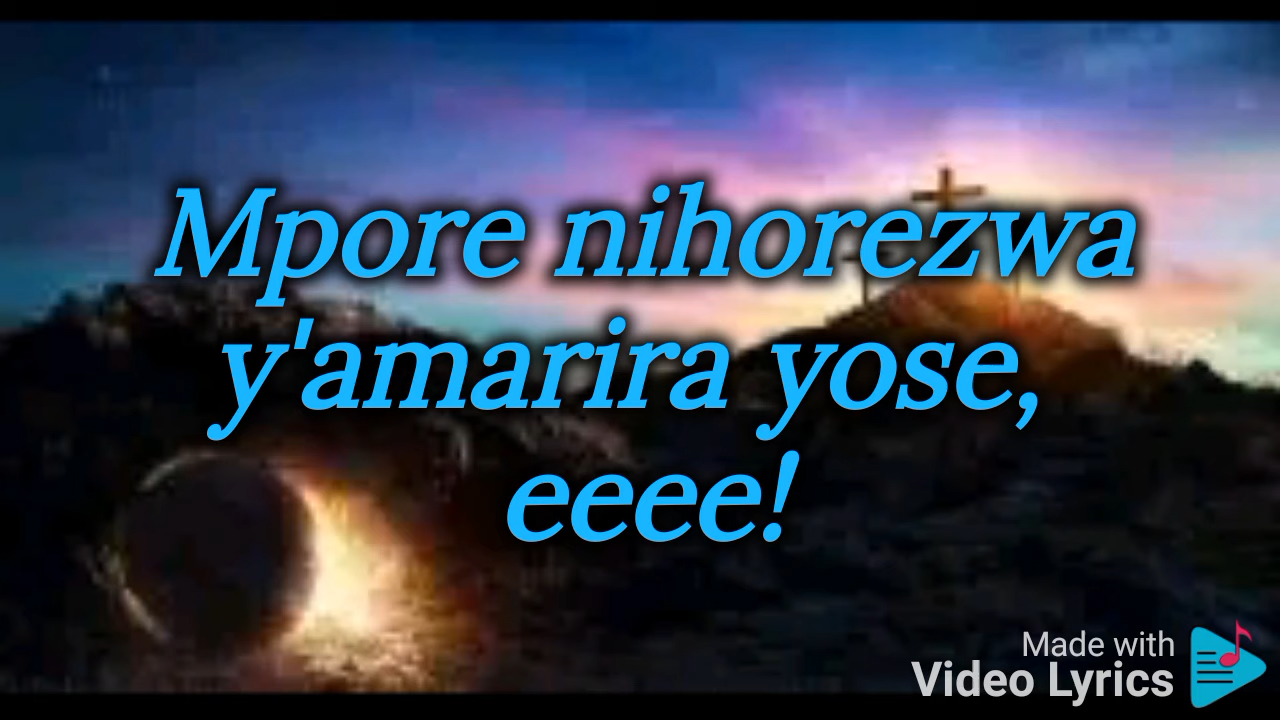 Mpore nihorezwa
y'amarira yose,
eeee!
Made with
Video Lyrics